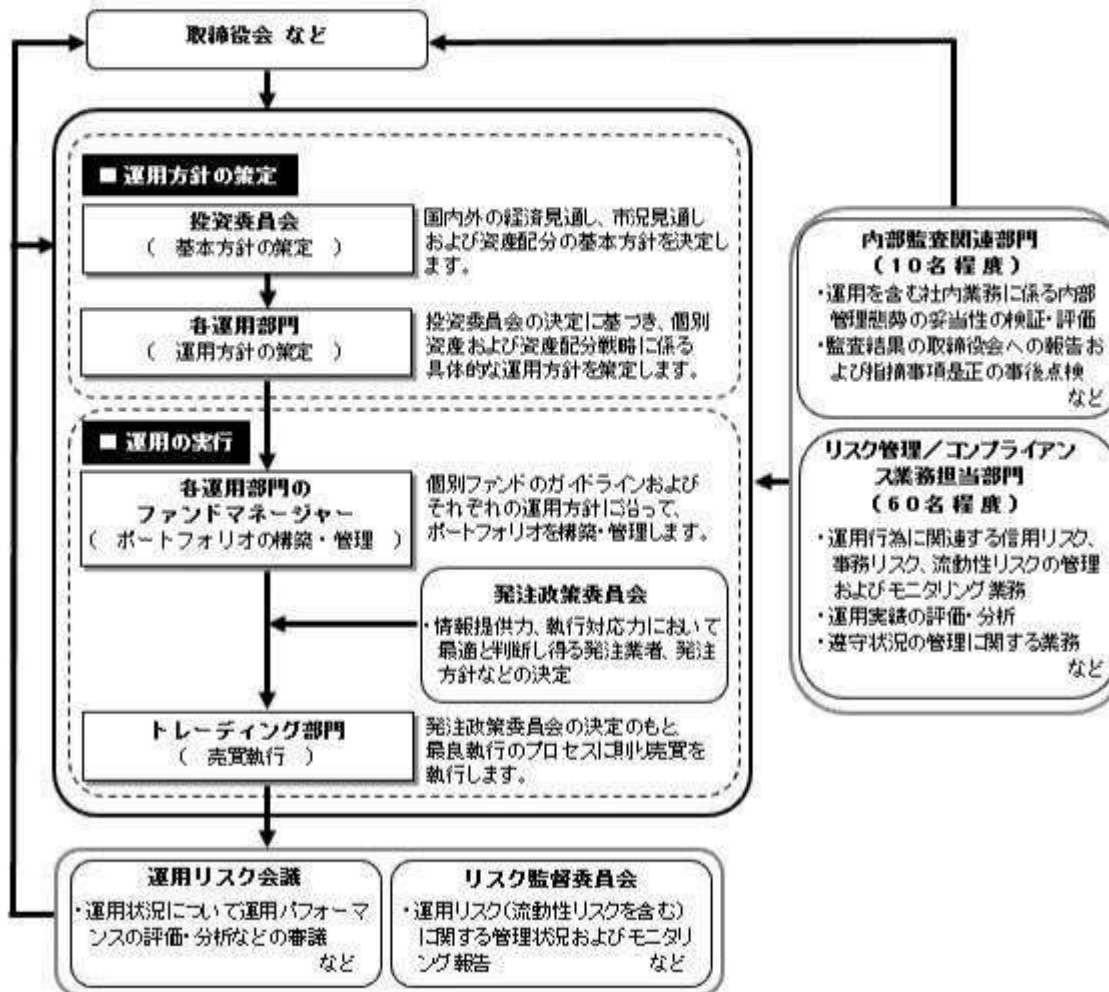 取締役会 など
■ 運用方針の策定
投資委員会
( 基本方針の策定 )
国内外の経済見通し、市況見通し
および資産配分の基本方針を決定し
ます。
各運用部門
( 運用方針の策定 )
投資委員会の決定に基づき、個別
資産および資産配分戦略に係る
具体的な運用方針を策定します。
■ 運用の実行
各運用部門の
ファンドマネージャー
( ポートフォリオの構築・管理 )
個別ファンドのガイドラインおよび
それぞれの運用方針に沿って、
ポートフォリオを構築・管理します。
発注政策委員会
・情報提供力、執行対応力において
最適と判断し得る発注業者、発注
方針などの決定
トレーディング部門
( 売買執行 )
発注政策委員会の決定のもと
最良執行のプロセスに則り売買を
執行します。
内部監査関連部門
(10名程度)
・運用を含む社内業務に係る内部
管理態勢の妥当性の検証・評価
・監査結果の取締役会への報告お
よび指摘事項是正の事後点検
など
リスク管理/コンプライアン
ス業務担当部門
(60名程度)
・運用行為に関連する信用リスク、
事務リスク、流動性リスクの管理
およびモニタリング業務
・運用実績の評価・分析
・遵守状況の管理に関する業務
など
運用リスク会議
・運用状況について運用パフォーマ
ンスの評価・分析などの審議
など
リスク監督委員会
・運用リスク(流動性リスクを含む)
に関する管理状況およびモニタリ
ング報告 など